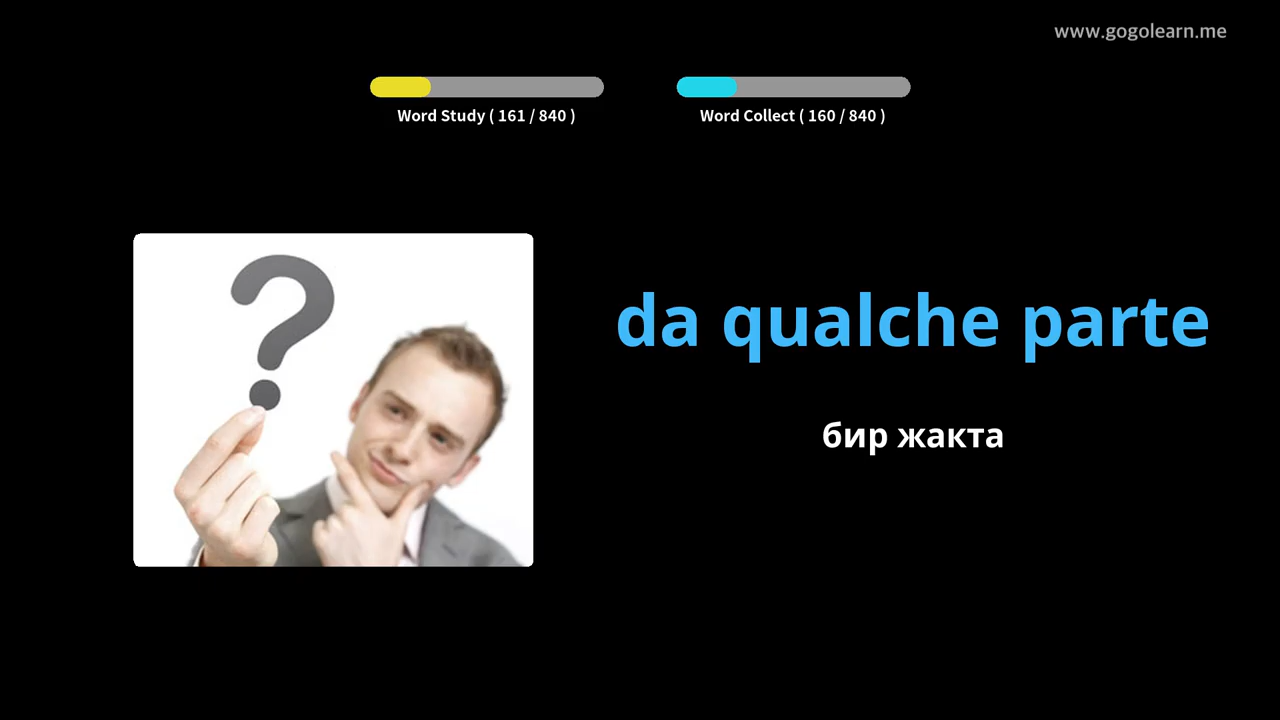 www.gogolearn.me
Word Study ( 161 / 840 )
Word Collect ( 160 / 840 )
da qualche parte
бир жакта